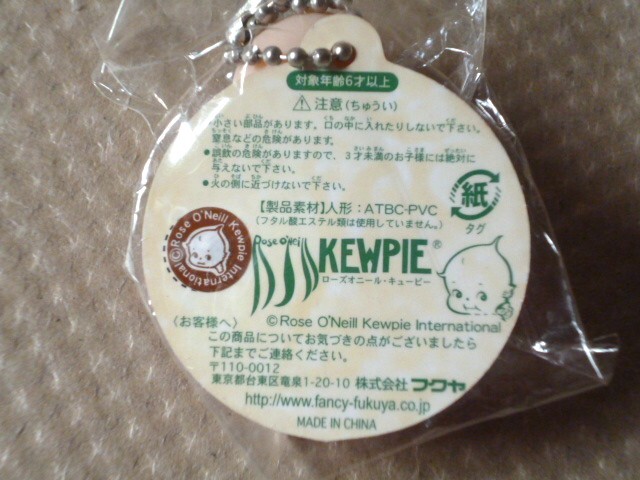 対象年齢6才以上
⚠注意(ちゅうい)
●小さい部品があります。口の中に入れたりしないで下さい。
窒息などの危険があります。
●誤飲の危険がありますので、3才未満のお子様には絶対に
与えないで下さい。
●火の側に近づけないで下さい。
紙
タグ
【製品素材】人形:ATBC-PVC
(フタル酸エステル類は使用していません。)
©Rose O'Neill Kewpie International
Rose O'Neill
KEWPIE®
ローズオニール・キューピー
©Rose O'Neill Kewpie International
〈お客様へ〉
この商品についてお気づきの点がございましたら
下記までご連絡ください。
〒110-0012
東京都台東区竜泉1-20-10 株式会社フクヤ
http://www.fancy-fukuya.co.jp
MADE IN CHINA